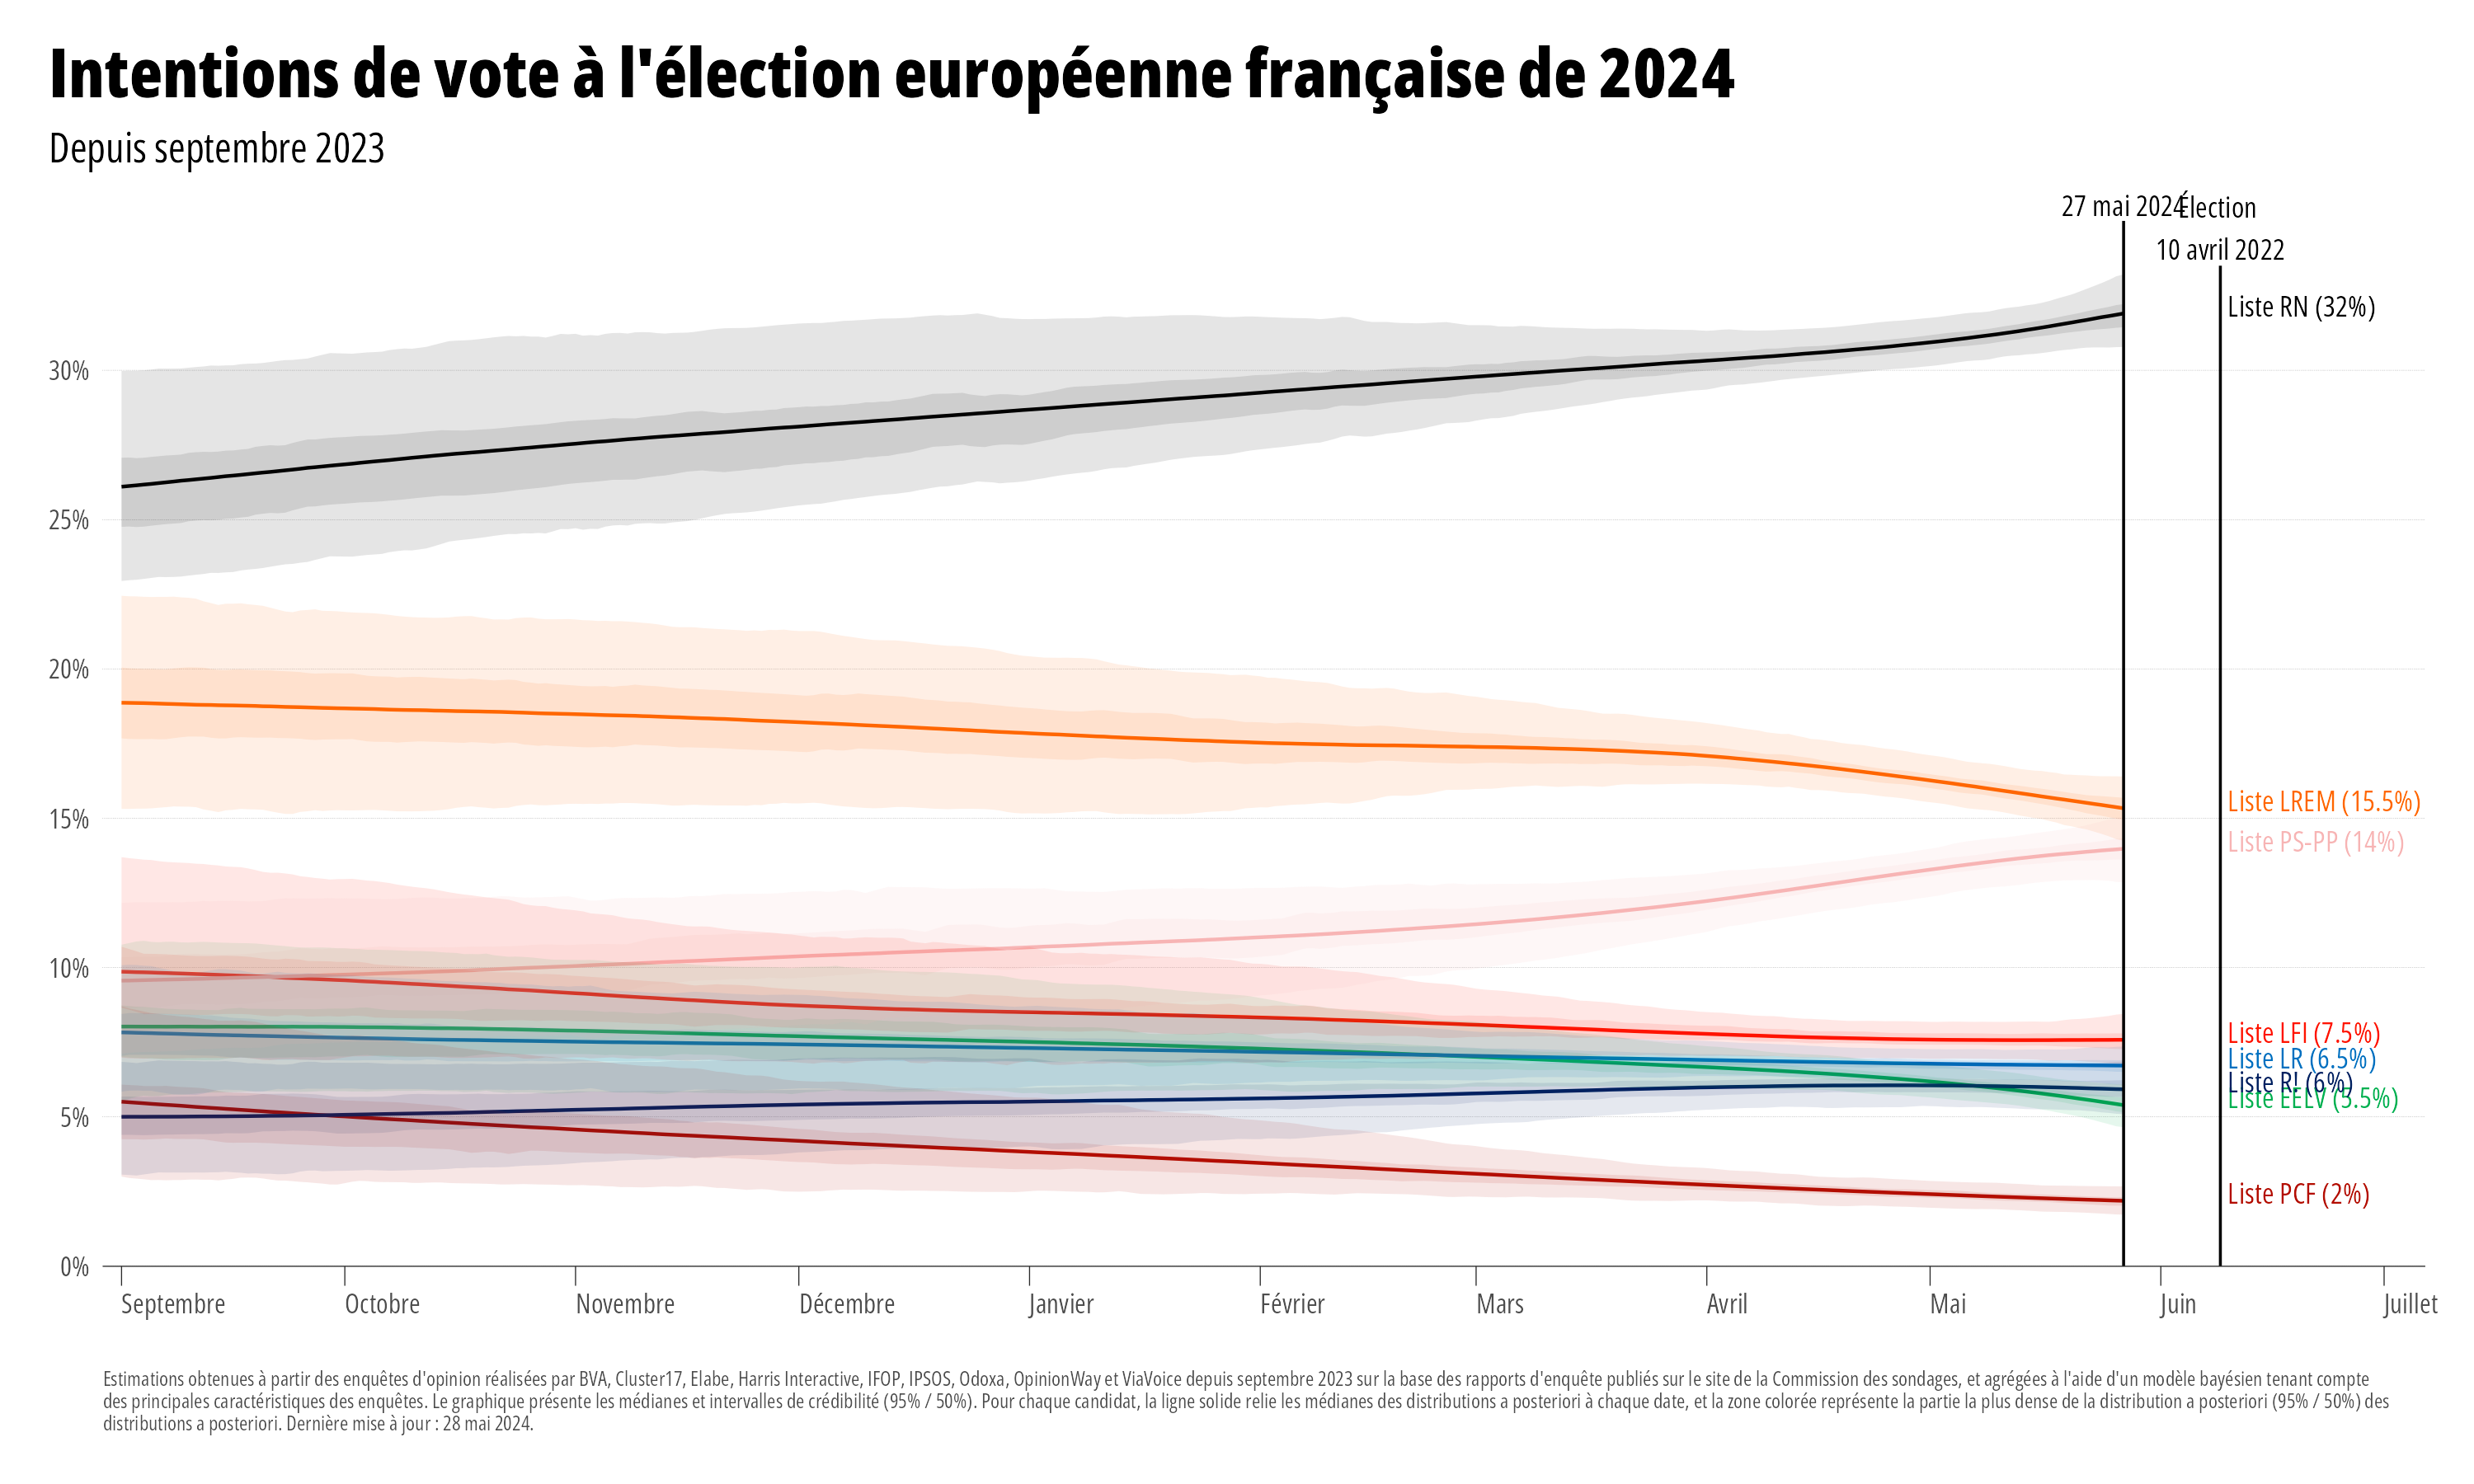 Intentions de vote à l'élection européenne française de 2024
Depuis septembre 2023
27 mai 2024
Élection
10 avril 2022
Liste RN (32%)
30%
25%
20%
15%
10%
5%
0%
Liste LREM (15.5%)
Liste PS-PP (14%)
Liste LFI (7.5%)
Liste LR (6.5%)
Liste R! (6%)
Liste EELV (5.5%)
Liste PCF (2%)
Septembre Octobre Novembre Décembre Janvier Février Mars Avril Mai Juin Juillet
Estimations obtenues à partir des enquêtes d'opinion réalisées par BVA, Cluster17, Elabe, Harris Interactive, IFOP, IPSOS, Odoxa, OpinionWay et ViaVoice depuis septembre 2023 sur la base des rapports d'enquête publiés sur le site de la Commission des sondages, et agrégées à l'aide d'un modèle bayésien tenant compte
des principales caractéristiques des enquêtes. Le graphique présente les médianes et intervalles de crédibilité (95% / 50%). Pour chaque candidat, la ligne solide relie les médianes des distributions a posteriori à chaque date, et la zone colorée représente la partie la plus dense de la distribution a posteriori (95% / 50%) des
distributions a posteriori. Dernière mise à jour : 28 mai 2024.